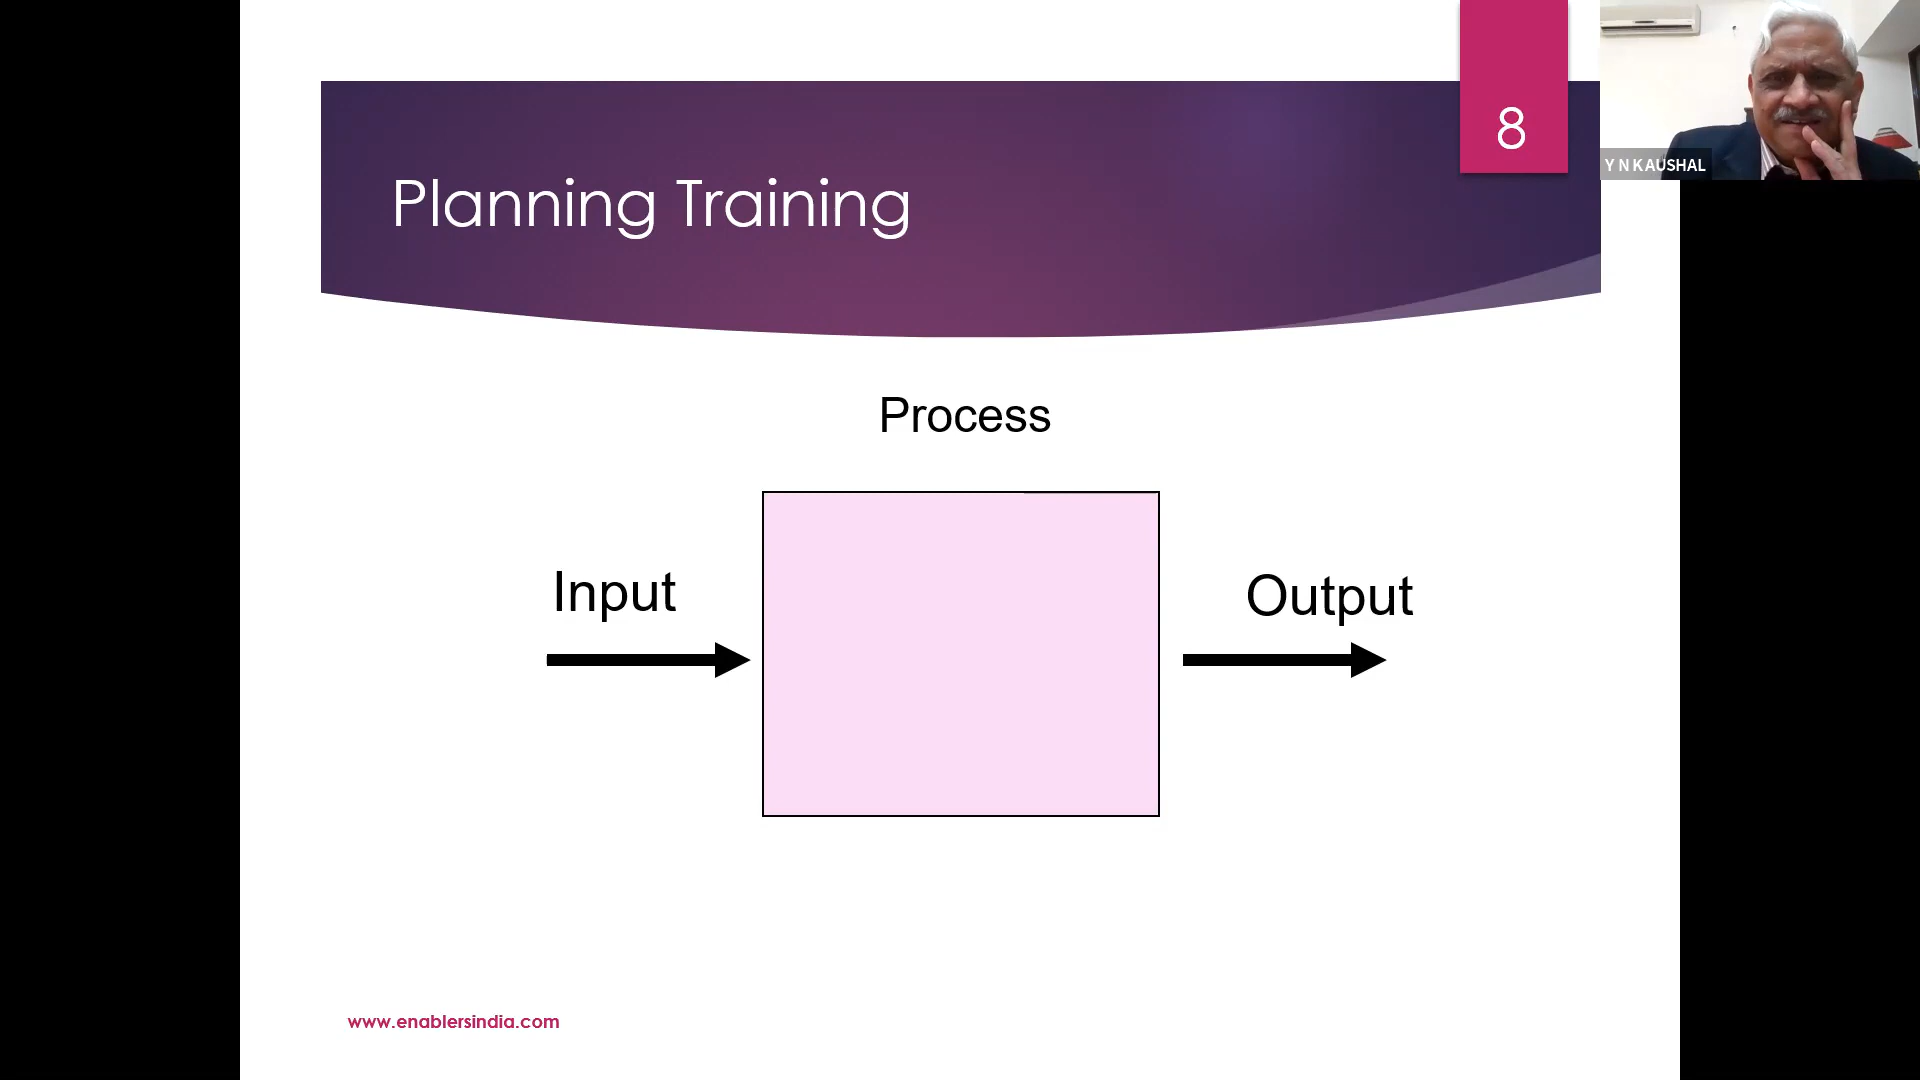 8
Y N KAUSHAL
Planning Training
Process
Input
Output
www.enablersindia.com